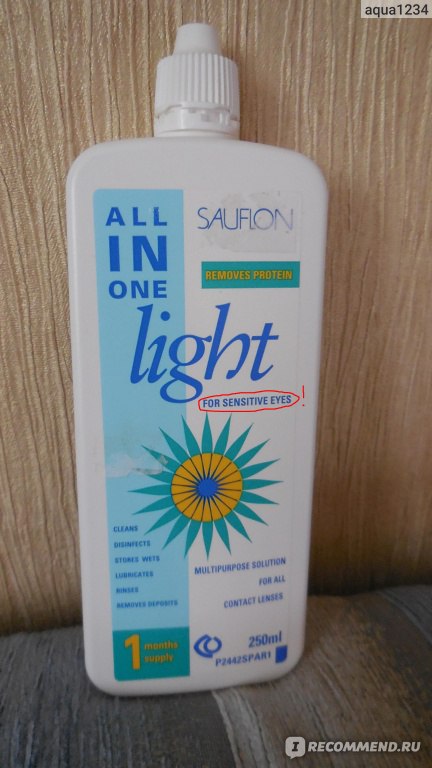 aqua1234
ALL
IN
ONE
SAUFLON
REMOVES PROTEIN
light
FOR SENSITIVE EYES !
CLEANS
DISINFECTS
STORES WETS
LUBRICATES
RINSES
REMOVES DEPOSITS
MULTIPURPOSE SOLUTION
FOR ALL
CONTACT LENSES
1 months
supply
250ml
P2442SPAR1
IRECOMMEND.RU